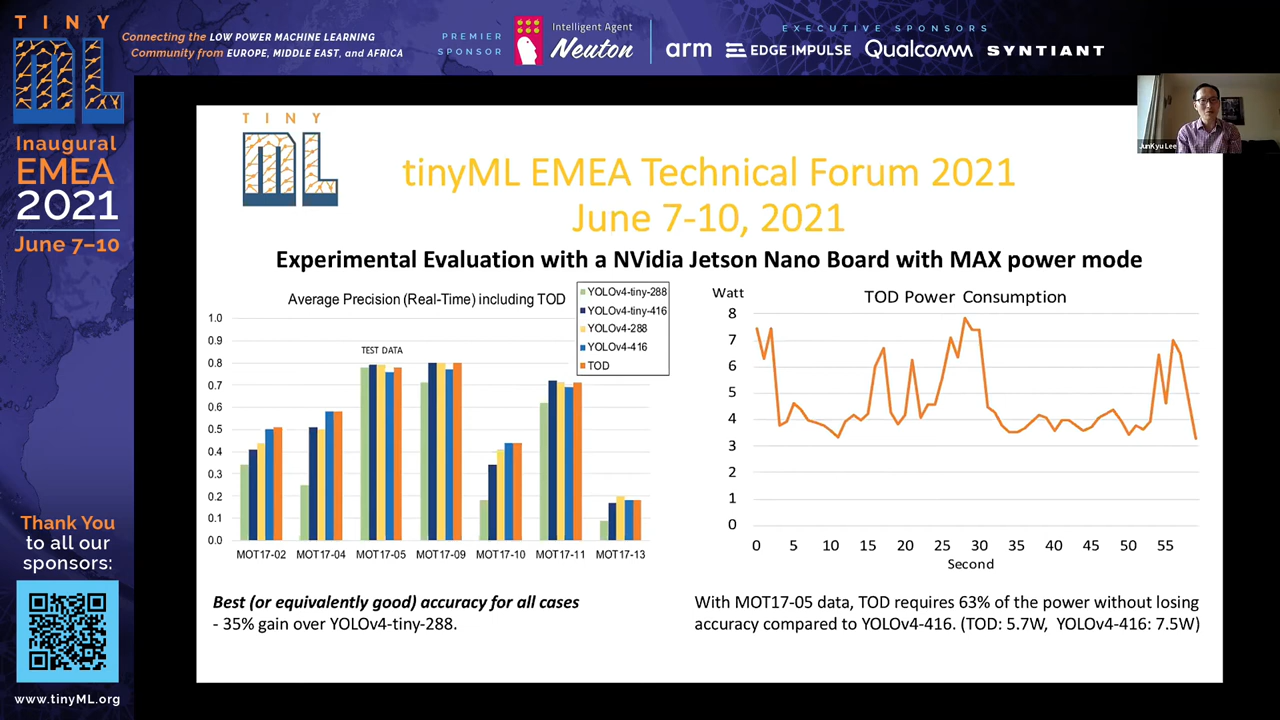 TINY
ML
Connecting the LOW POWER MACHINE LEARNING
Community from EUROPE, MIDDLE EAST, and AFRICA
PREMIER
SPONSOR
Intelligent Agent
Neuton
EXECUTIVE SPONSORS
arm
EDGE IMPULSE
Qualcomm
SYNTIANT
Inaugural
EMEA
2021
June 7–10
Thank You
to all our
sponsors:
www.tinyML.org
JunKyu Lee
TINY
ML
tinyML EMEA Technical Forum 2021
June 7-10, 2021
Experimental Evaluation with a NVidia Jetson Nano Board with MAX power mode
Average Precision (Real-Time) including TOD
YOLOv4-tiny-288
YOLOv4-tiny-416
YOLOv4-288
YOLOv4-416
TOD
1.0
0.9
0.8
0.7
0.6
0.5
0.4
0.3
0.2
0.1
0.0
TEST DATA
MOT17-02 MOT17-04 MOT17-05 MOT17-09 MOT17-10 MOT17-11 MOT17-13
Best (or equivalently good) accuracy for all cases
- 35% gain over YOLOv4-tiny-288.
Watt
TOD Power Consumption
8
7
6
5
4
3
2
1
0
0 5 10 15 20 25 30 35 40 45 50 55
Second
With MOT17-05 data, TOD requires 63% of the power without losing
accuracy compared to YOLOv4-416. (TOD: 5.7W, YOLOv4-416: 7.5W)